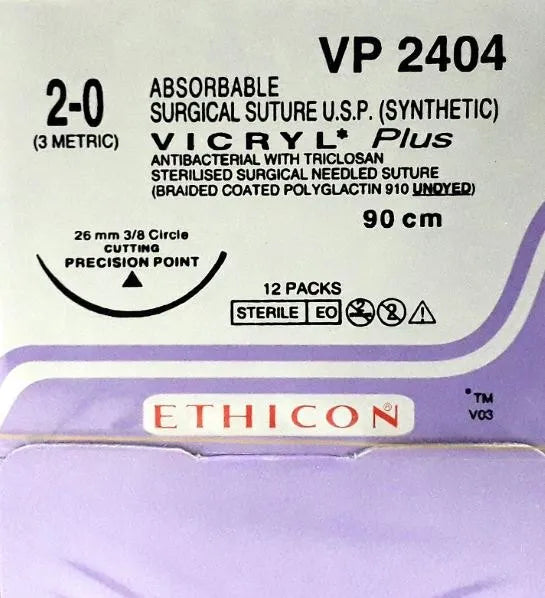 VP 2404
2-0
(3 METRIC)
ABSORBABLE
SURGICAL SUTURE U.S.P. (SYNTHETIC)
VICRYL* Plus
ANTIBACTERIAL WITH TRICLOSAN
STERILISED SURGICAL NEEDLED SUTURE
(BRAIDED COATED POLYGLACTIN 910 UNDYED)
90 cm
26 mm 3/8 Circle
CUTTING
PRECISION POINT
12 PACKS
STERILE EO
ETHICON
*TM
V03